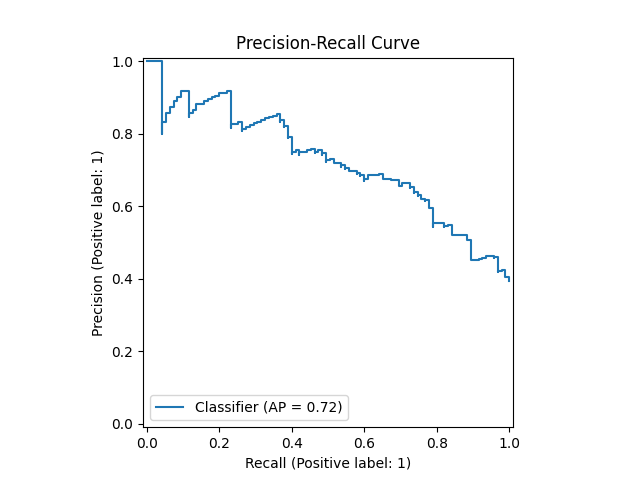 Precision-Recall Curve
1.0
0.8
0.6
0.4
0.2
0.0
Precision (Positive label: 1)
Classifier (AP = 0.72)
0.0 0.2 0.4 0.6 0.8 1.0
Recall (Positive label: 1)